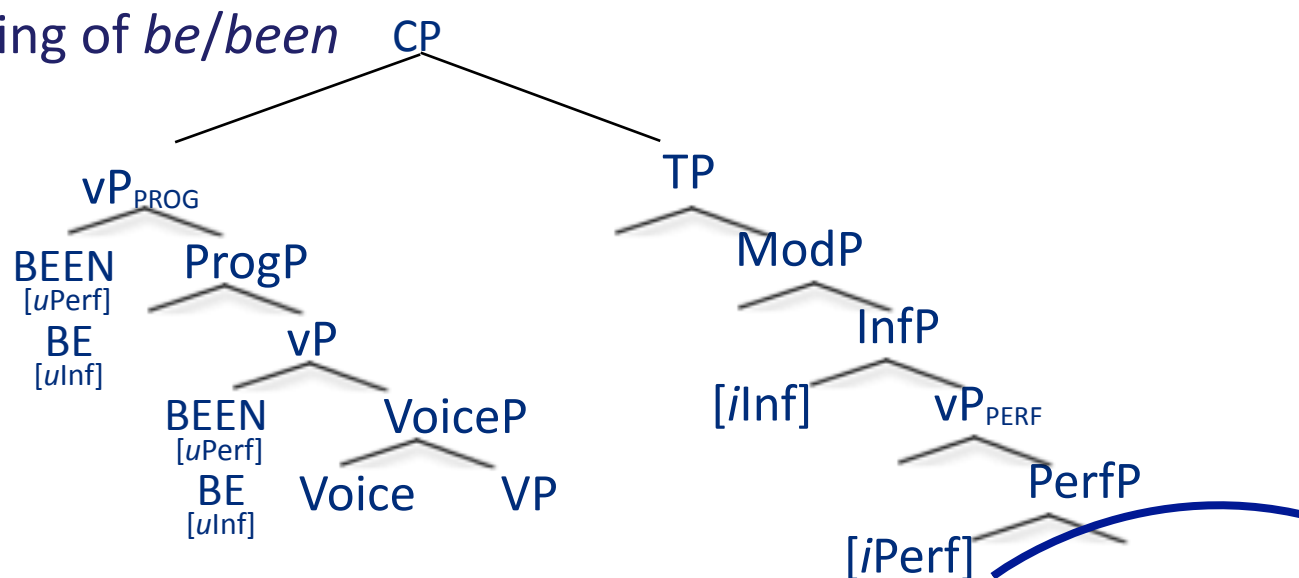 of be/been
CP
TP
vPPROG
ModP
BEEN
ProgP
[uPerf]
InfP
BE
vP
[uInf]
[iInf]
vPPERF
BEEN
VoiceP
[uPerf]
PerfP
BE
Voice
VP
[uInf]
[iPerf]